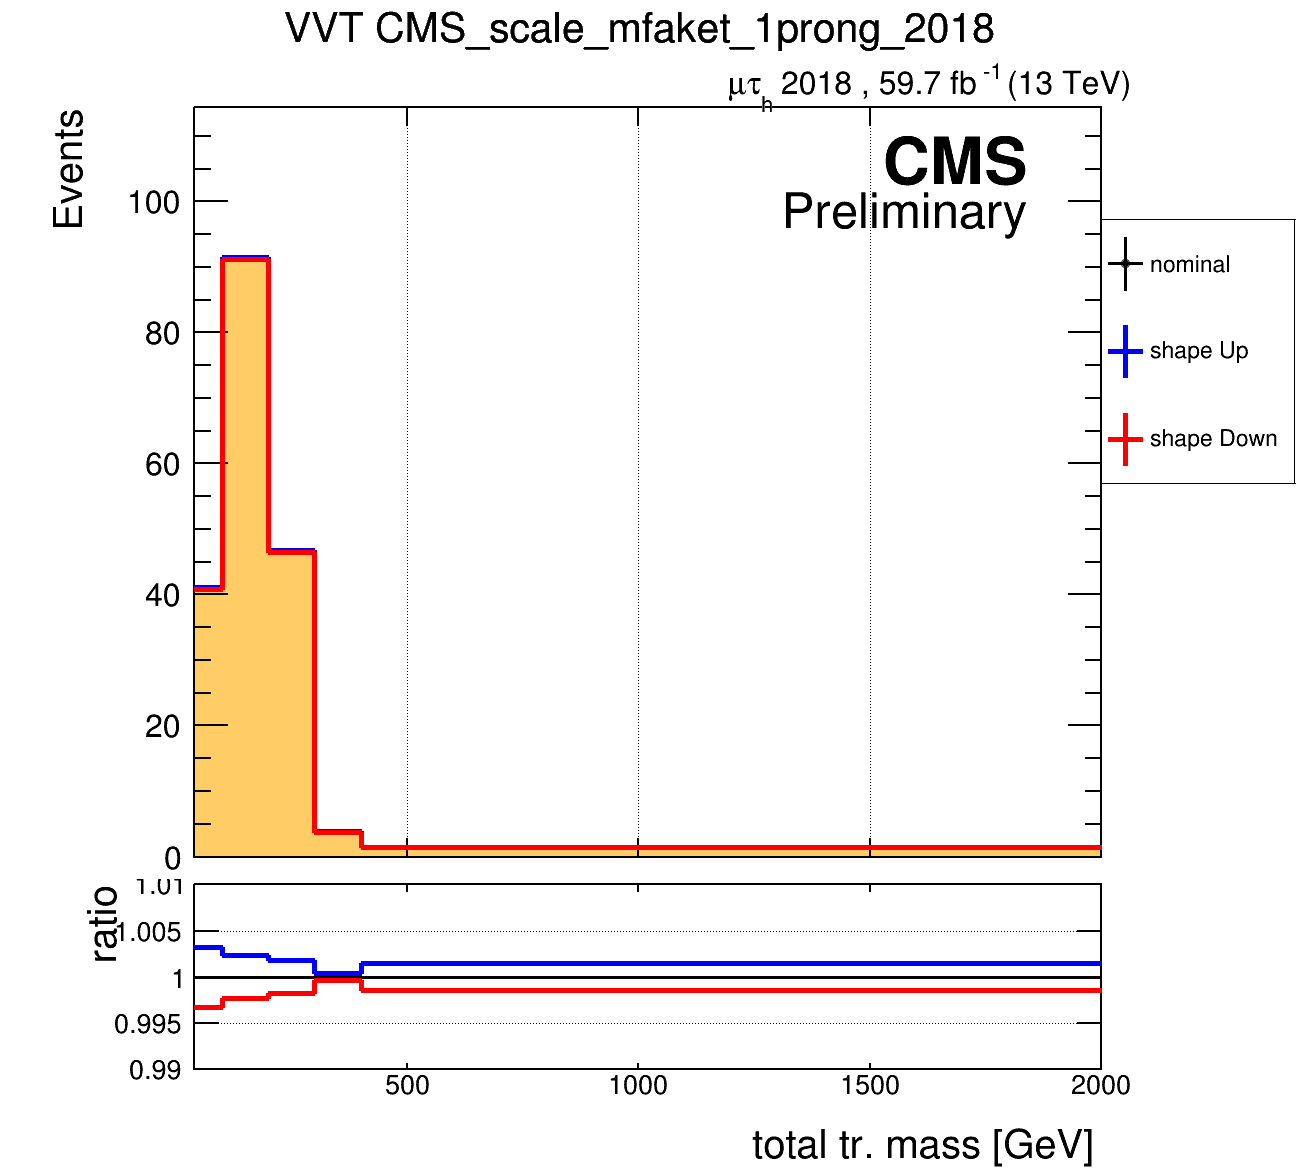 VVT CMS_scale_mfaket_1prong_2018
μτh 2018 , 59.7 fb-1 (13 TeV)
Events
CMS
Preliminary
100
80
60
40
20
0
nominal
shape Up
shape Down
ratio
1.01
1.005
1
0.995
0.99
500 1000 1500 2000
total tr. mass [GeV]